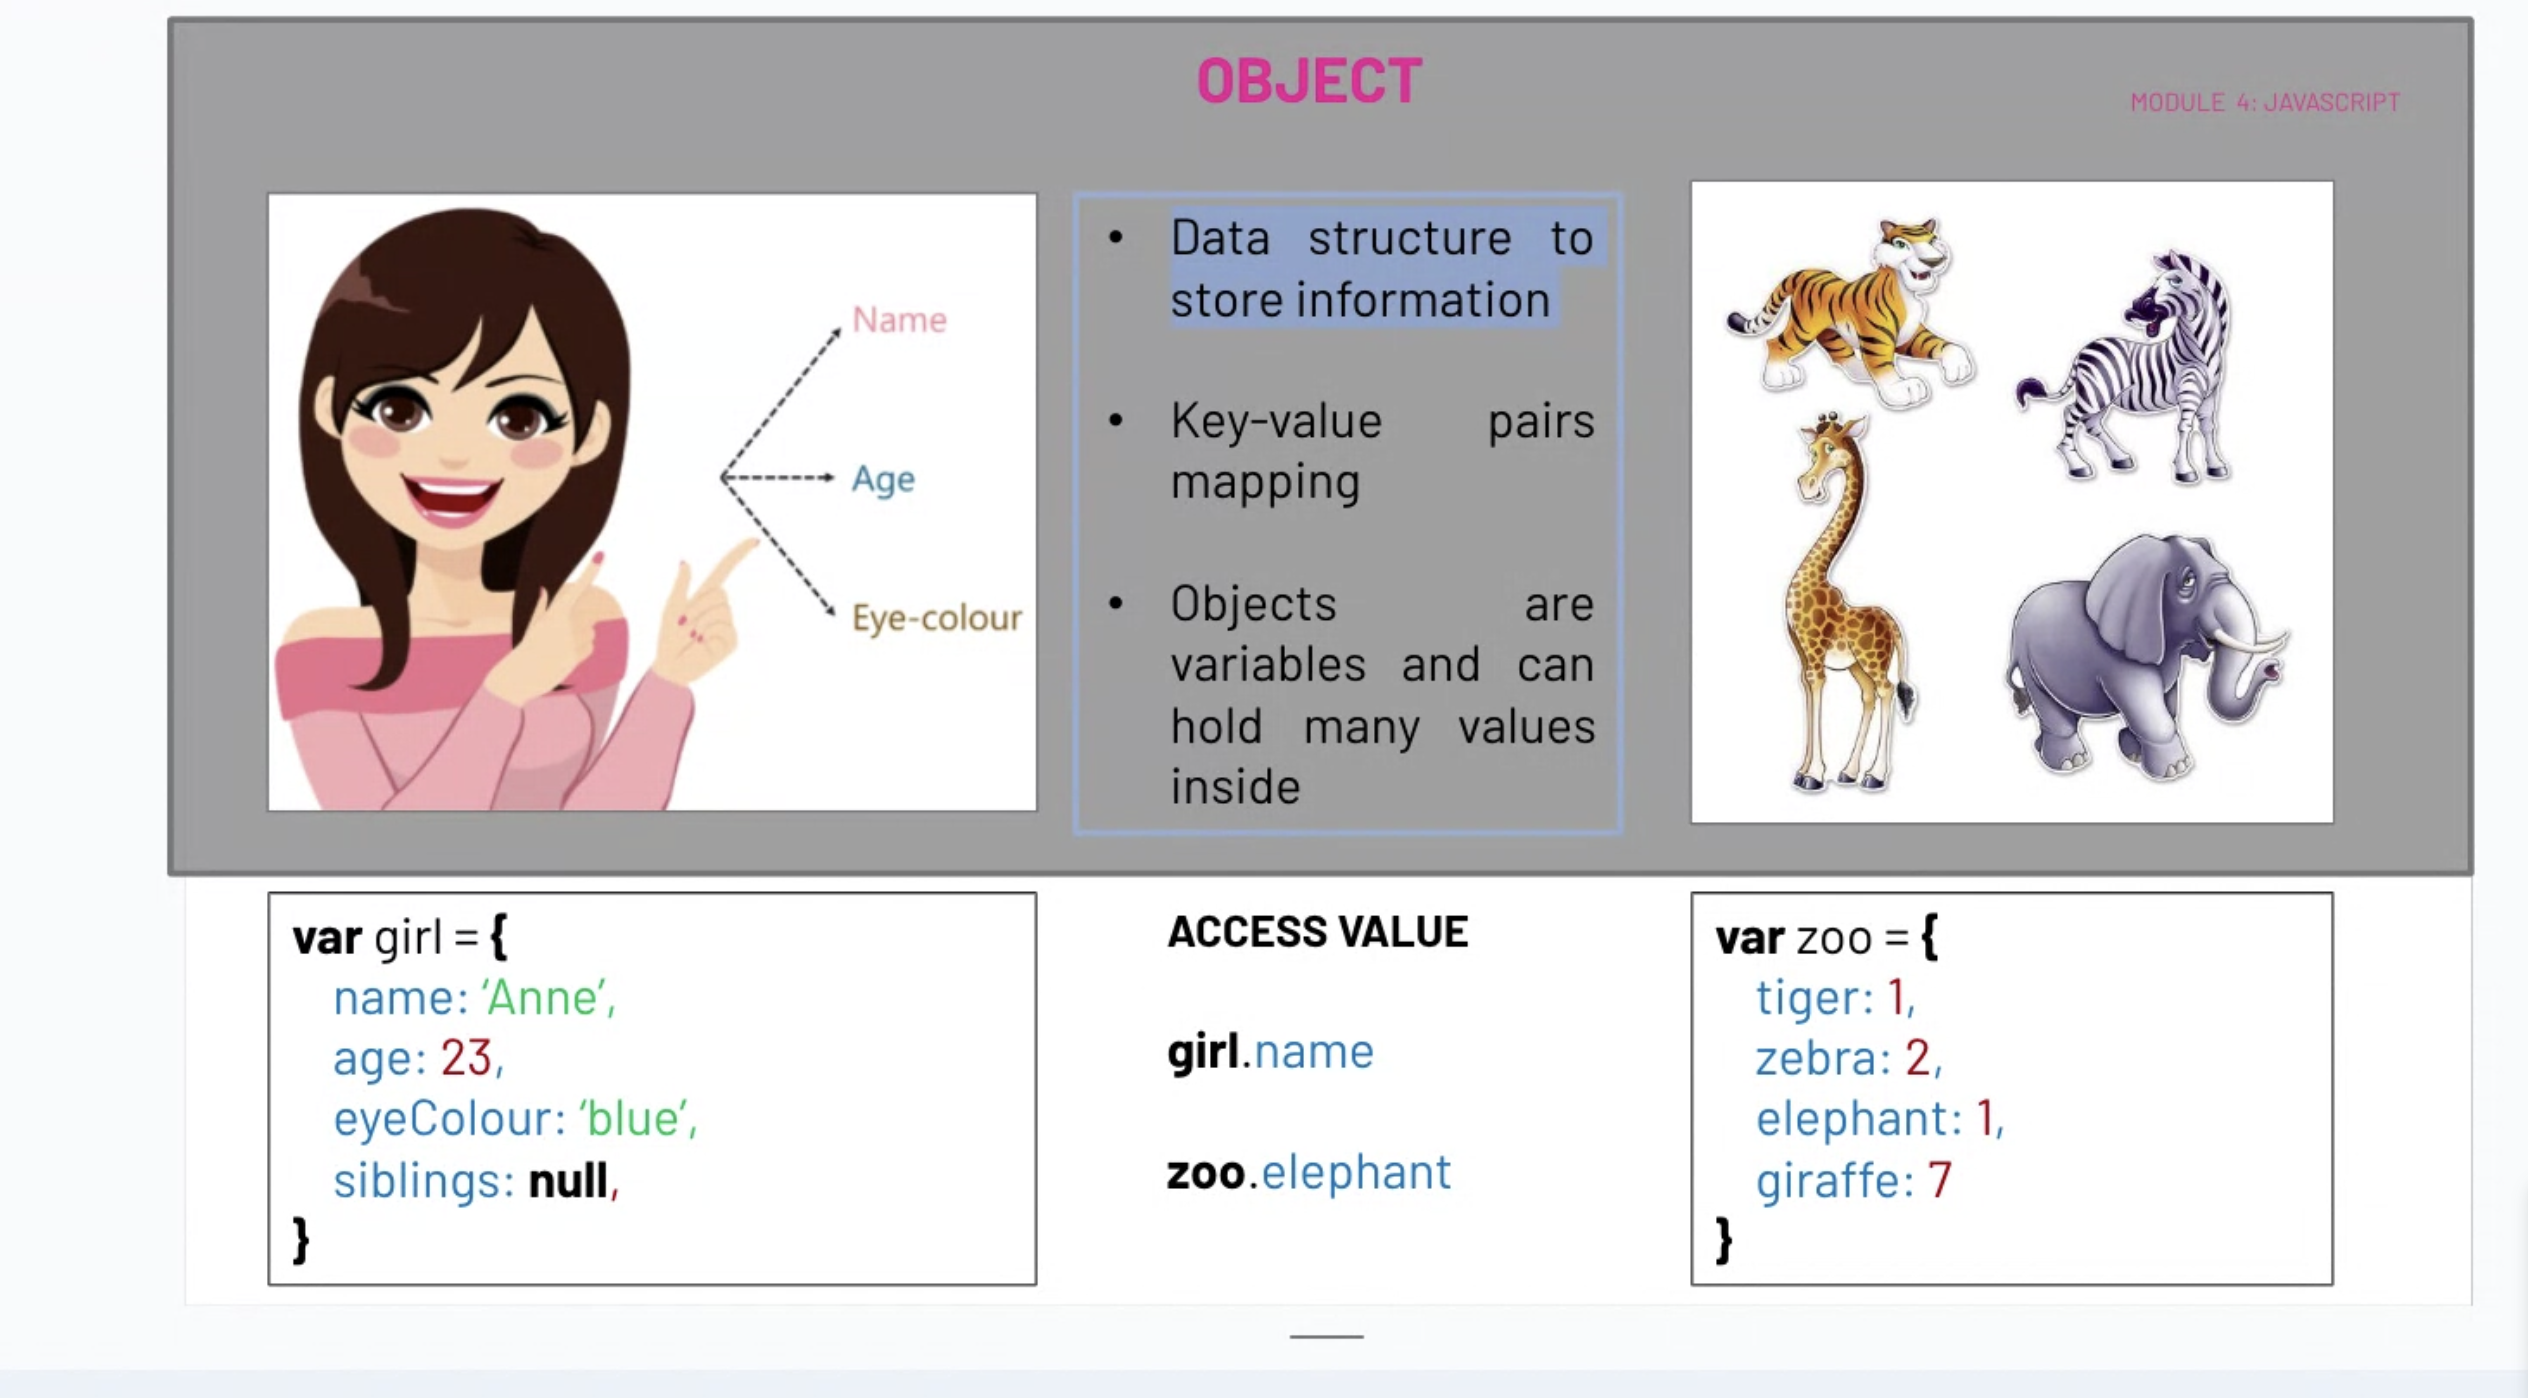 OBJECT
MODULE 4: JAVASCRIPT
Name
Age
Eye-colour
• Data structure to
store information
• Key-value pairs
mapping
• Objects are
variables and can
hold many values
inside
var girl = {
name: ‘Anne’,
age: 23,
eyeColour: ‘blue’,
siblings: null,
}
ACCESS VALUE
girl.name
zoo.elephant
var zoo = {
tiger: 1,
zebra: 2,
elephant: 1,
giraffe: 7
}